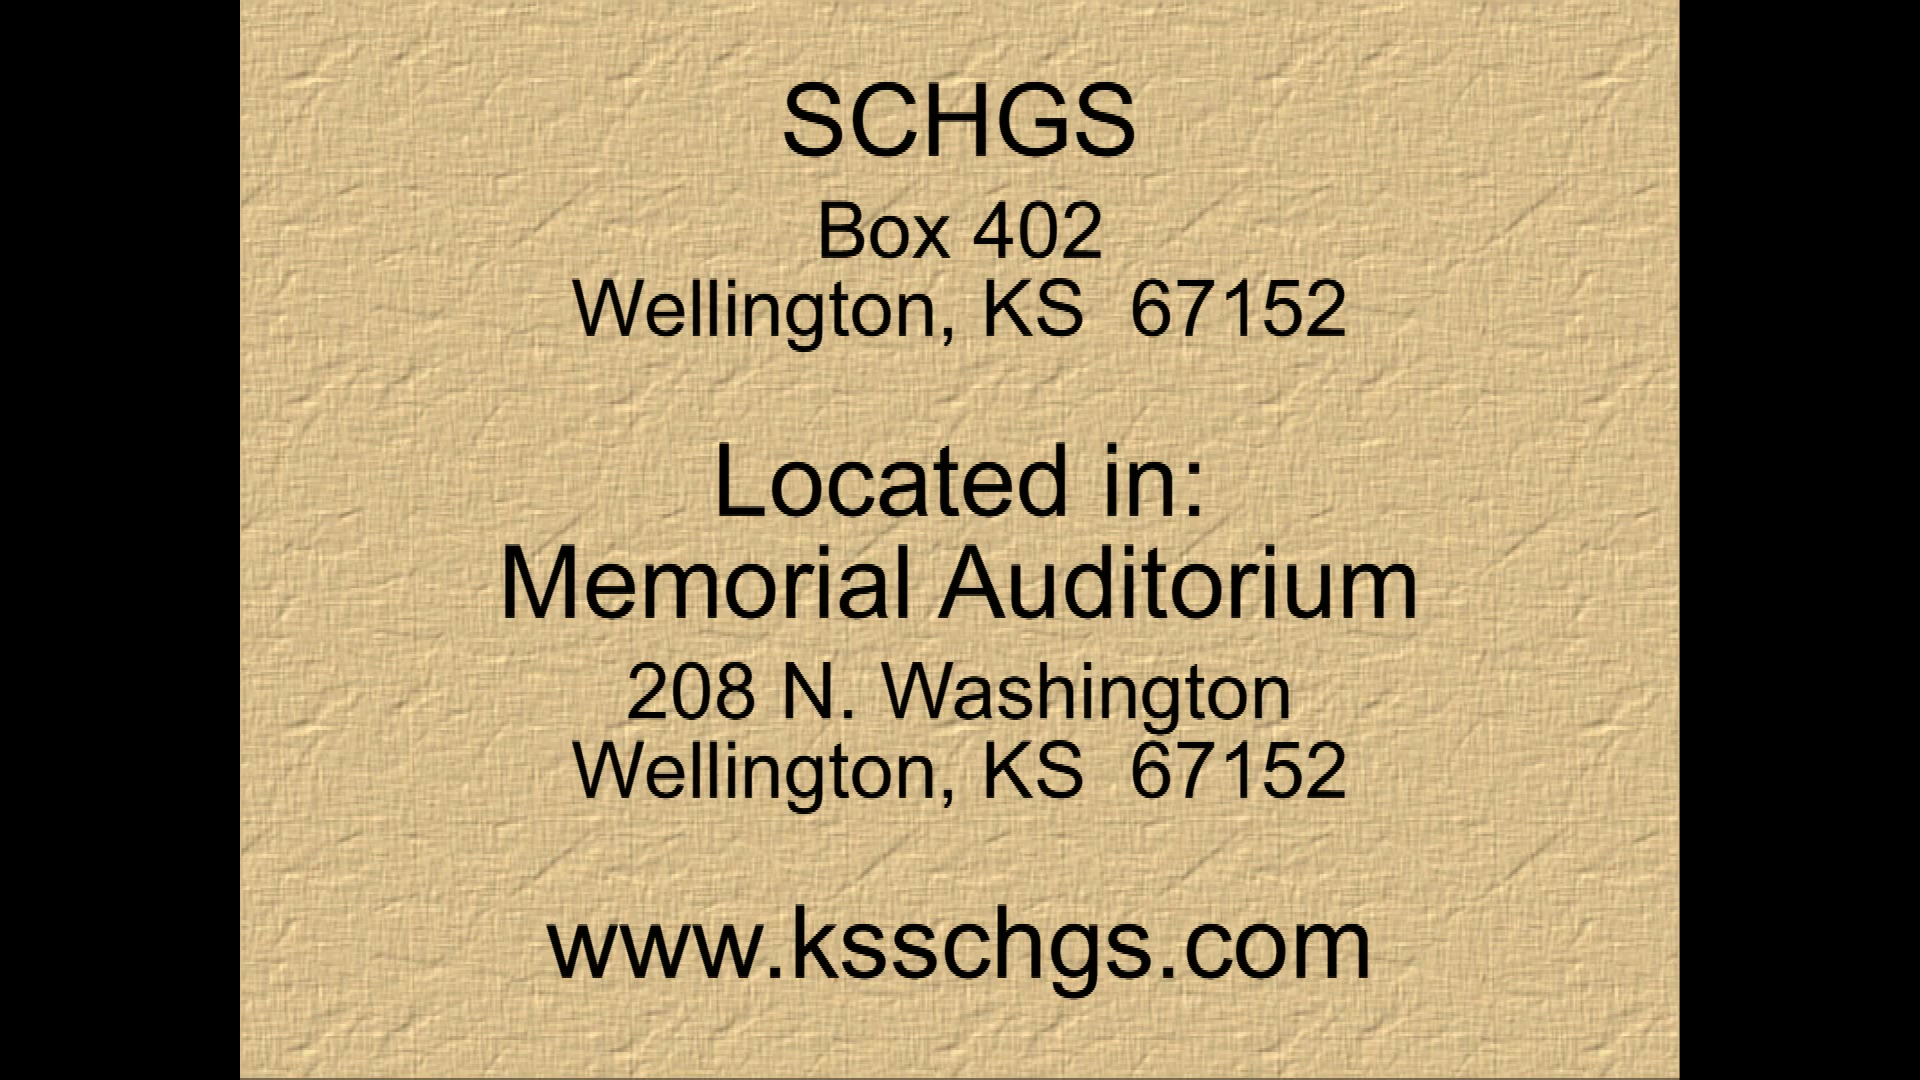 SCHGS
Box 402
Wellington, KS  67152
Located in:
Memorial Auditorium
208 N. Washington
Wellington, KS  67152
www.ksschgs.com